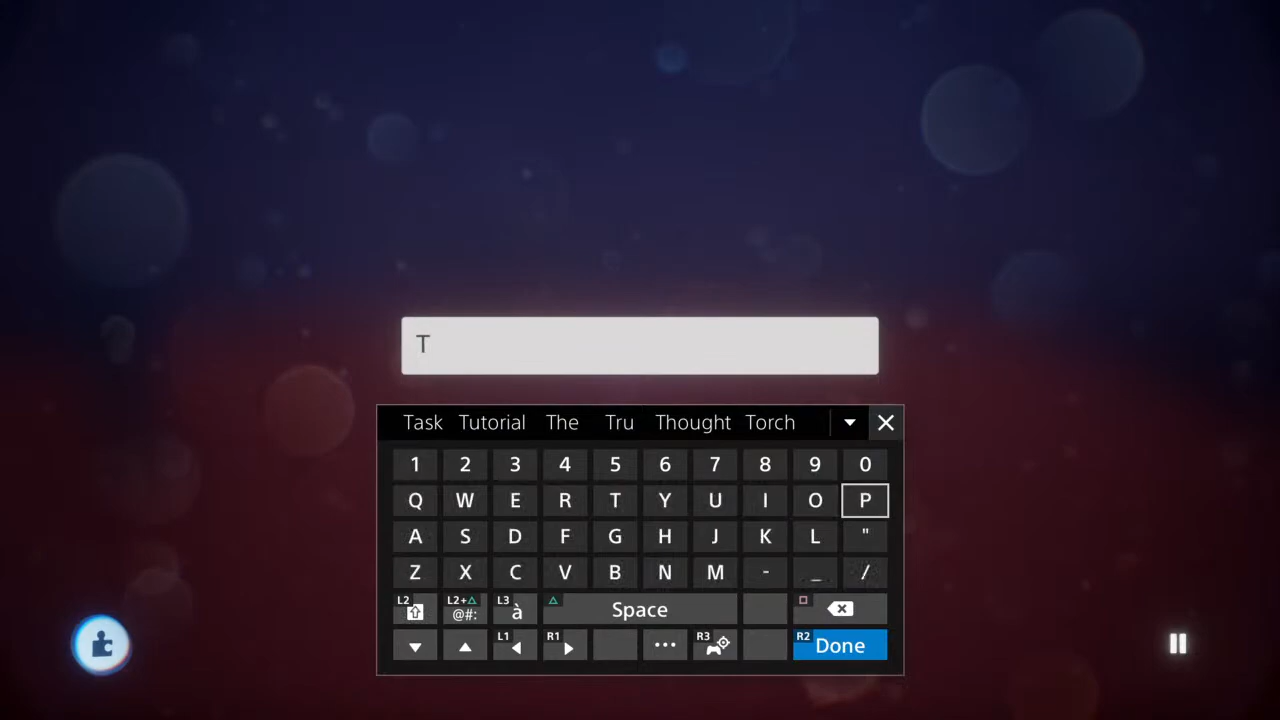 T
Task Tutorial The Tru Thought Torch
1 2 3 4 5 6 7 8 9 0
Q W E R T Y U I O P
A S D F G H J K L "
Z X C V B N M - _ /
L2 L2+△ @#: L3 à △ Space □
L1 R1 ... R3 R2 Done